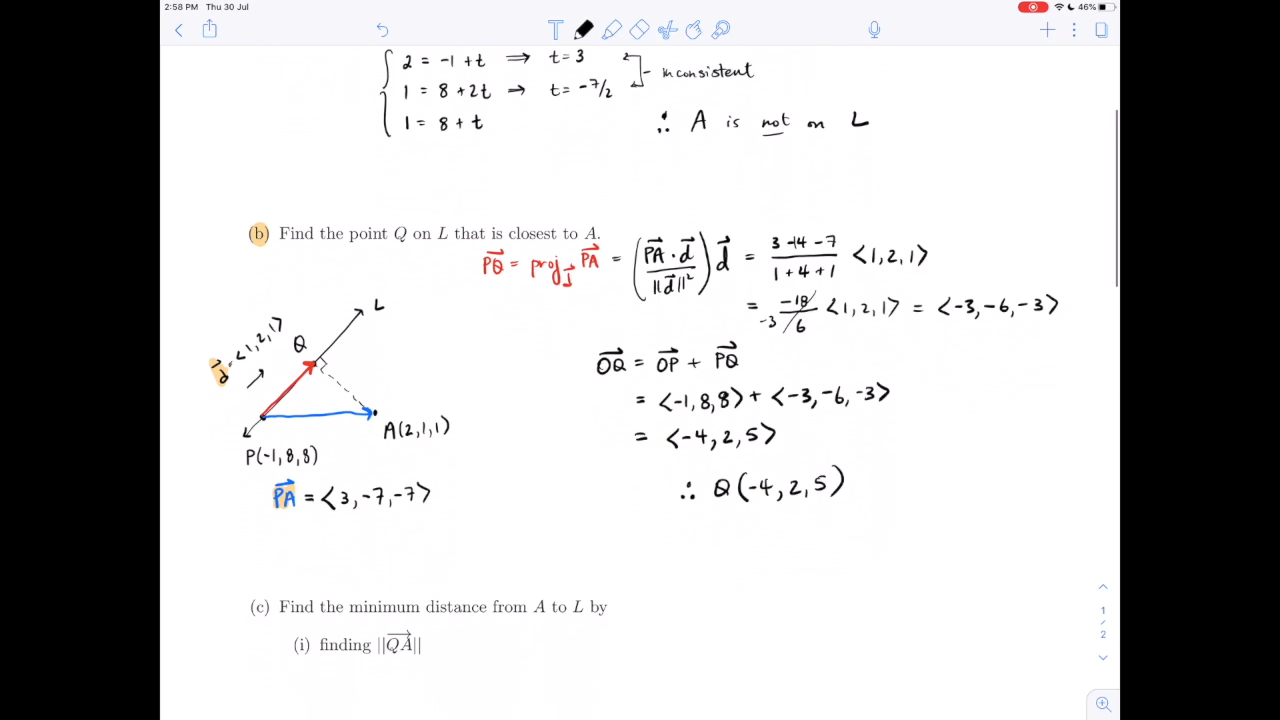 2:58 PM Thu 30 Jul
46%
2 = -1 + t ⟹ t = 3
1 = 8 + 2t → t = -7/2
inconsistent
1 = 8 + t
∴ A is not on L
(b) Find the point Q on L that is closest to A.
PQ⃗ = proj_d⃗ PA⃗ = (PA⃗ · d⃗ / ||d⃗||²) d⃗ = (3 -14 -7)/(1 + 4 + 1) <1, 2, 1>
= -3 -18/6 <1, 2, 1> = <-3, -6, -3>
L
Q
d⃗ = <1, 2, 1>
OQ⃗ = OP⃗ + PQ⃗
= <-1, 8, 8> + <-3, -6, -3>
A(2, 1, 1)
= <-4, 2, 5>
P(-1, 8, 8)
PA⃗ = <3, -7, -7>
∴ Q(-4, 2, 5)
(c) Find the minimum distance from A to L by
(i) finding ||QA⃗||
1
/
2